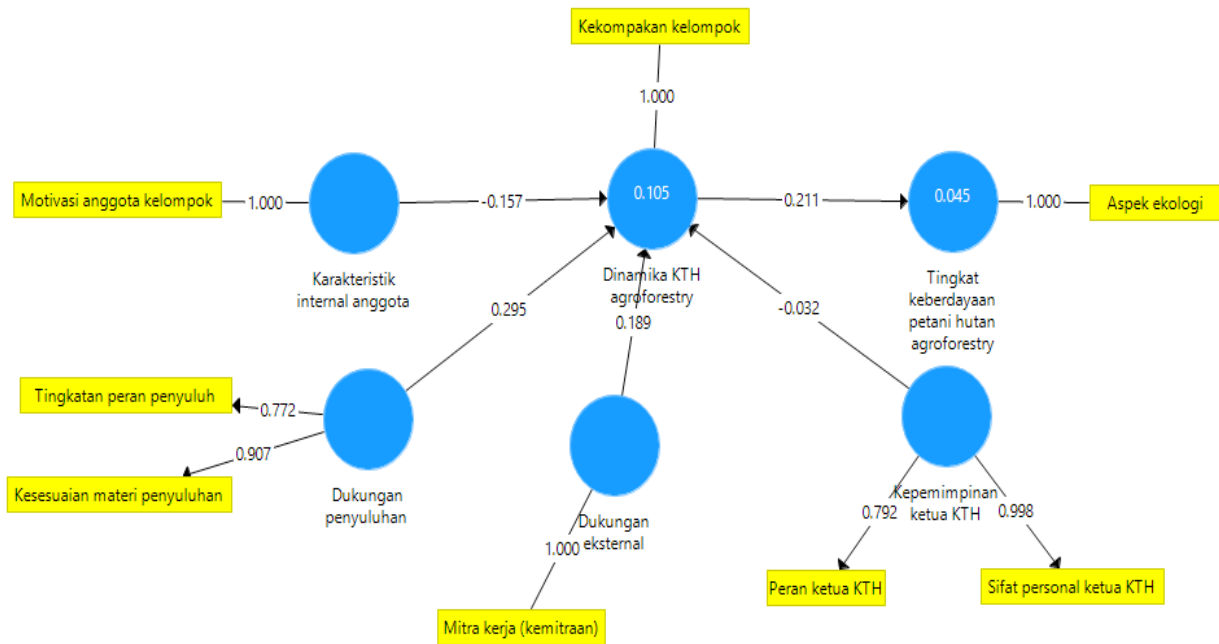 Kekompakan kelompok
1.000
Motivasi anggota kelompok
1.000
-0.157
0.105
0.211
0.045
1.000
Aspek ekologi
Karakteristik
internal anggota
Dinamika KTH
agroforestry
Tingkat
keberdayaan
petani hutan
agroforestry
0.295
0.189
-0.032
Tingkatan peran penyuluh
0.772
0.907
Kesesuaian materi penyuluhan
Dukungan
penyuluhan
Dukungan
eksternal
Kepemimpinan
ketua KTH
1.000
0.792
0.998
Mitra kerja (kemitraan)
Peran ketua KTH
Sifat personal ketua KTH